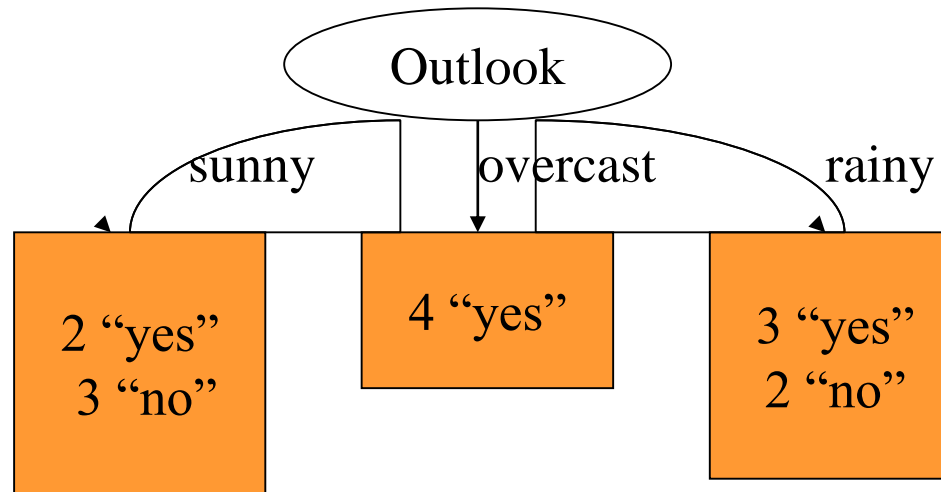 Outlook
sunny
overcast
rainy
2 “yes”
3 “no”
4 “yes”
3 “yes”
2 “no”